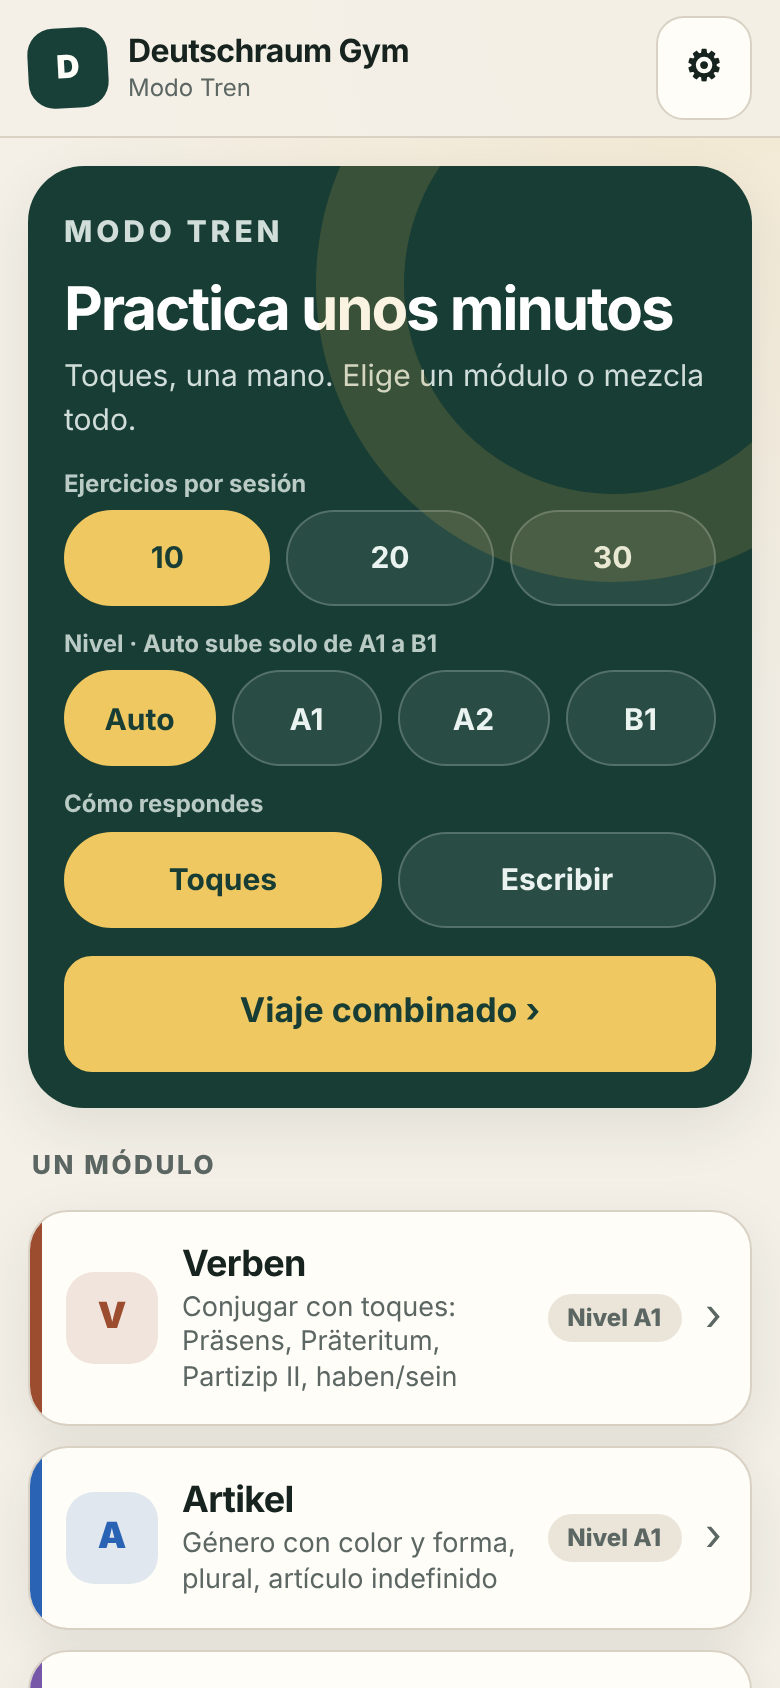 D
Deutschraum Gym
Modo Tren
⚙
MODO TREN
Practica unos minutos
Toques, una mano. Elige un módulo o mezcla
todo.
Ejercicios por sesión
10
20
30
Nivel · Auto sube solo de A1 a B1
Auto
A1
A2
B1
Cómo respondes
Toques
Escribir
Viaje combinado ›
UN MÓDULO
V
Verben
Conjugar con toques:
Präsens, Präteritum,
Partizip II, haben/sein
Nivel A1
›
A
Artikel
Género con color y forma,
plural, artículo indefinido
Nivel A1
›